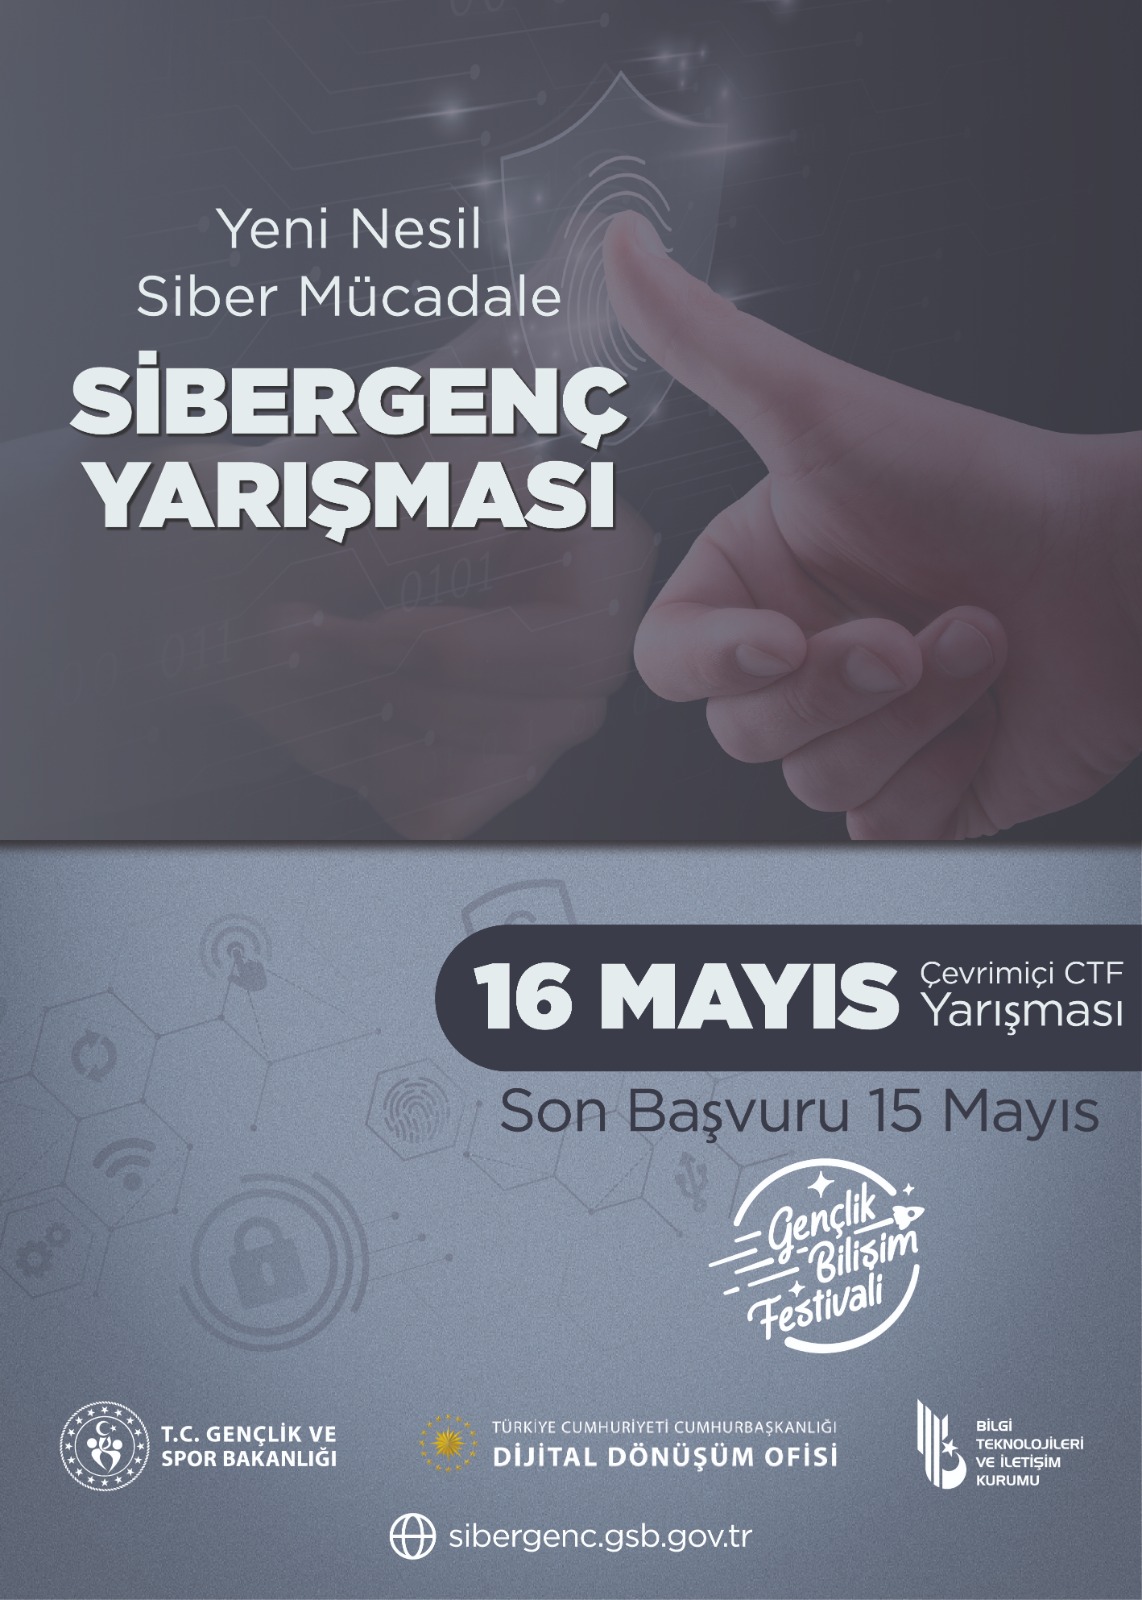 Yeni Nesil
Siber Mücadale
SİBERGENÇ
YARIŞMASI
0101
011
16 MAYIS
Çevrimiçi CTF
Yarışması
Son Başvuru 15 Mayıs
Gençlik
Bilişim
Festivali
T.C. GENÇLİK VE
SPOR BAKANLIĞI
TÜRKİYE CUMHURİYETİ CUMHURBAŞKANLIĞI
DİJİTAL DÖNÜŞÜM OFİSİ
BİLGİ
TEKNOLOJİLERİ
VE İLETİŞİM
KURUMU
sibergenc.gsb.gov.tr